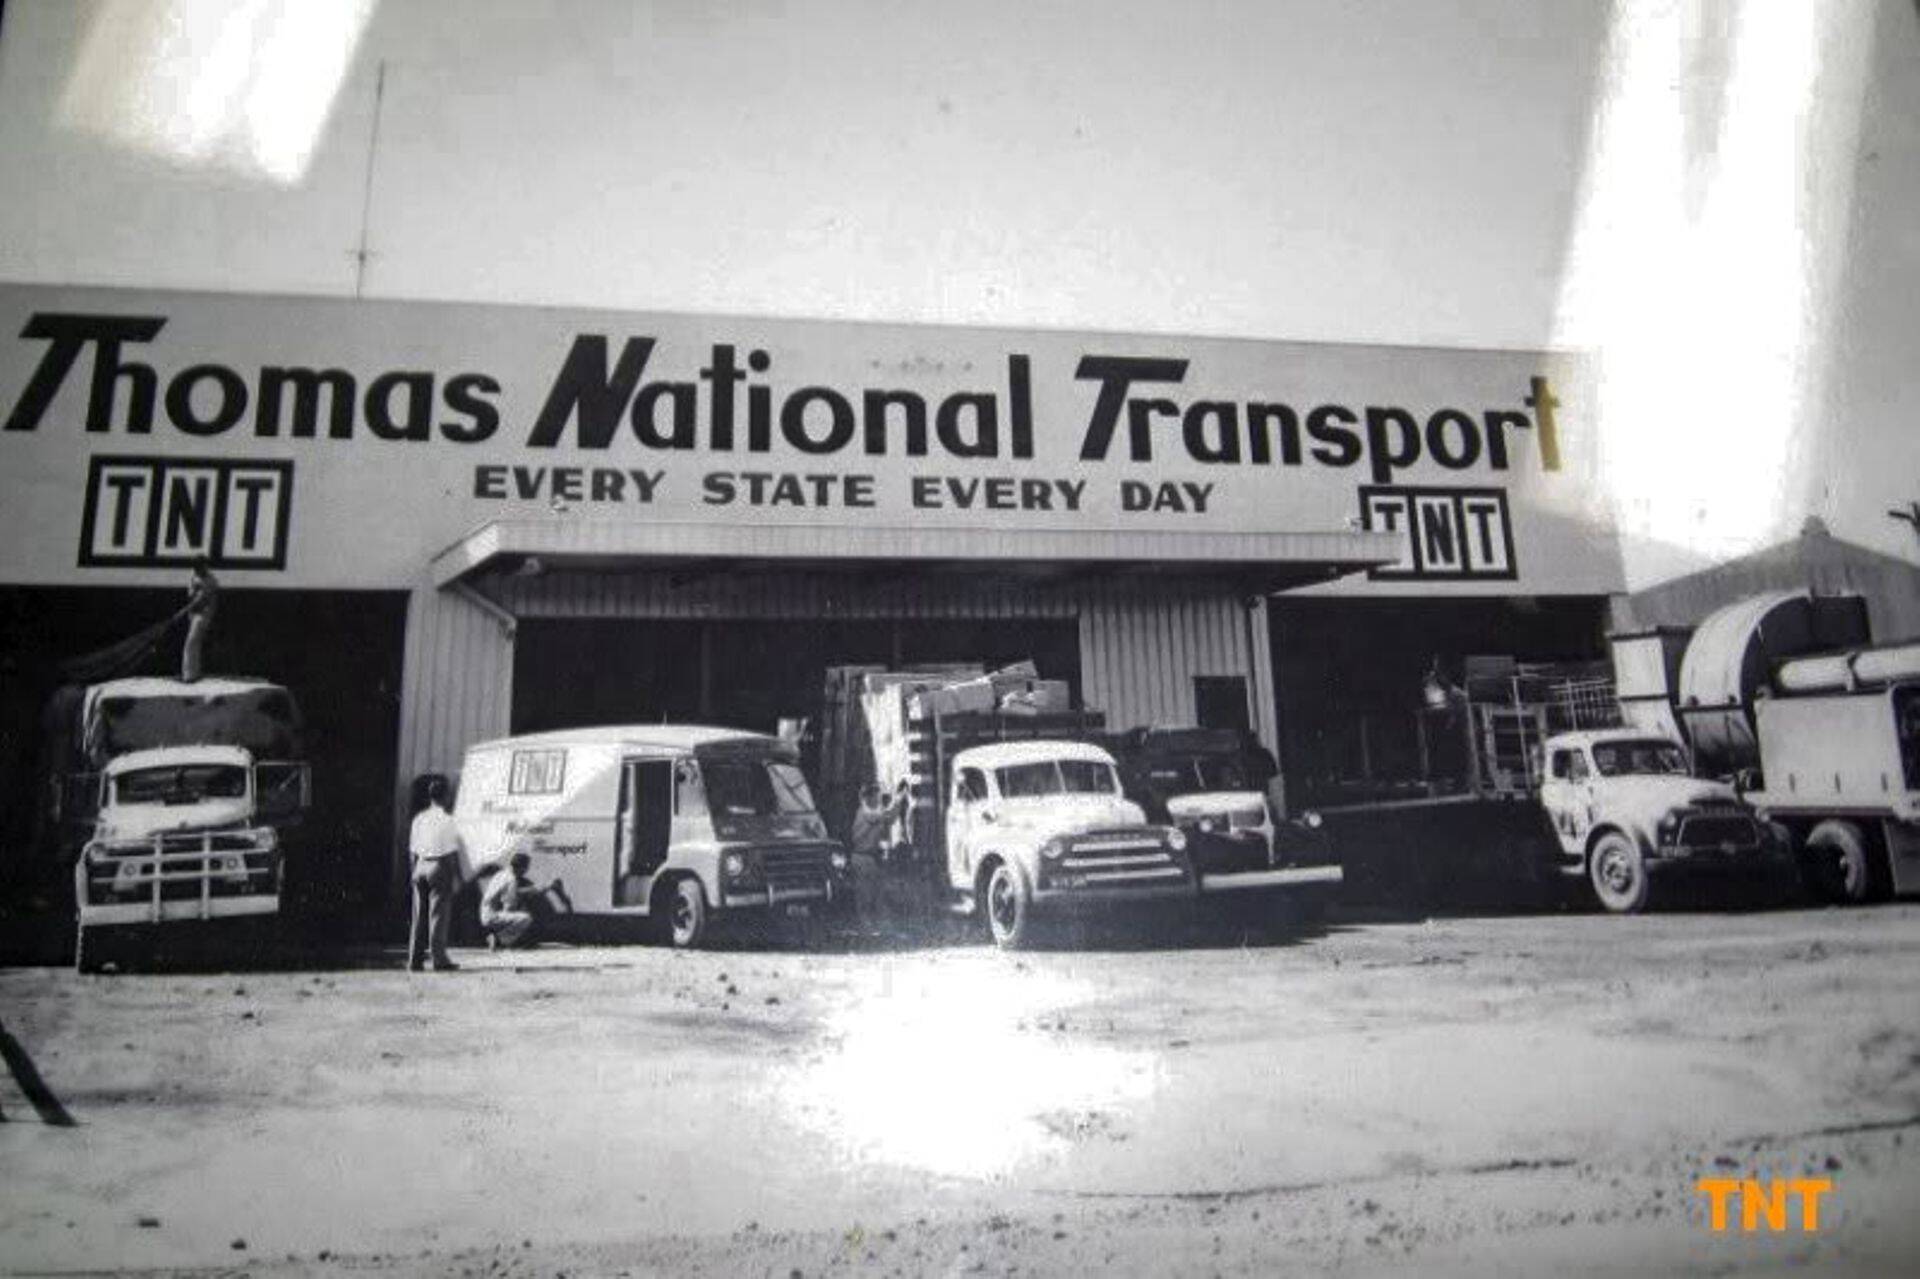 Thomas National Transport
TNT
EVERY STATE EVERY DAY
TNT
TNT
National
Transport
TNT